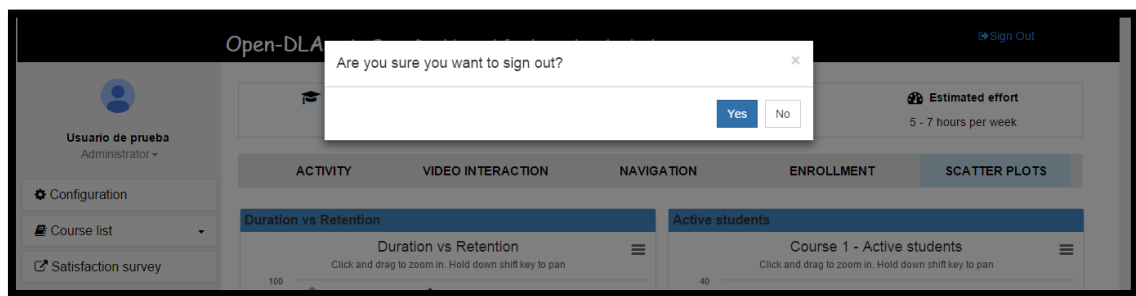 Open-DLA
Sign Out
Are you sure you want to sign out?
×
Yes
No
Usuario de prueba
Administrator
Configuration
Course list
Satisfaction survey
Estimated effort
5 - 7 hours per week
ACTIVITY
VIDEO INTERACTION
NAVIGATION
ENROLLMENT
SCATTER PLOTS
Duration vs Retention
Duration vs Retention
Click and drag to zoom in. Hold down shift key to pan
100
Active students
Course 1 - Active students
Click and drag to zoom in. Hold down shift key to pan
40